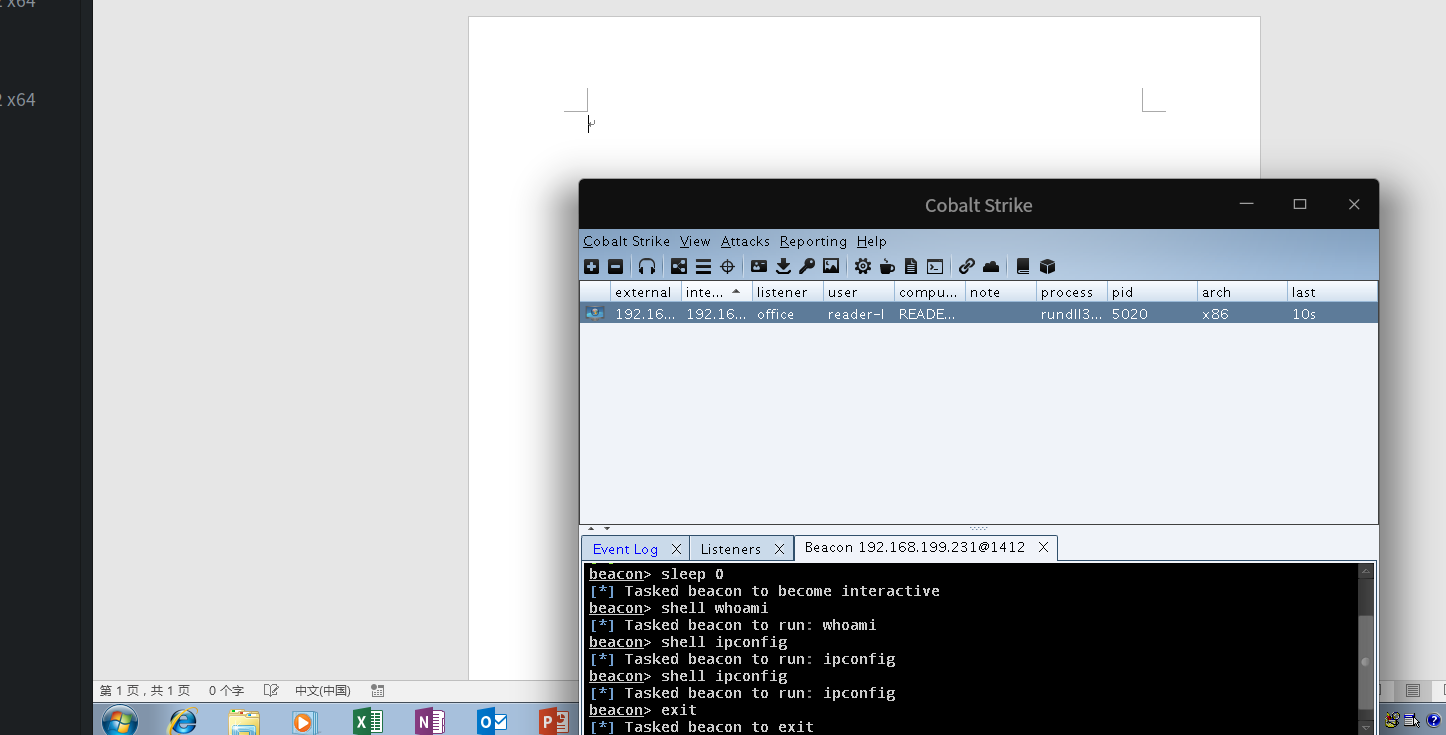 2 x64
2 x64
Cobalt Strike
Cobalt Strike View Attacks Reporting Help
external inte... listener user compu... note process pid arch last
192.16... 192.16... office reader-l READE... rundll3... 5020 x86 10s
Event Log Listeners Beacon 192.168.199.231@1412
beacon> sleep 0
[*] Tasked beacon to become interactive
beacon> shell whoami
[*] Tasked beacon to run: whoami
beacon> shell ipconfig
[*] Tasked beacon to run: ipconfig
beacon> shell ipconfig
[*] Tasked beacon to run: ipconfig
beacon> exit
[*] Tasked beacon to exit
第 1 页，共 1 页 0 个字 中文(中国)